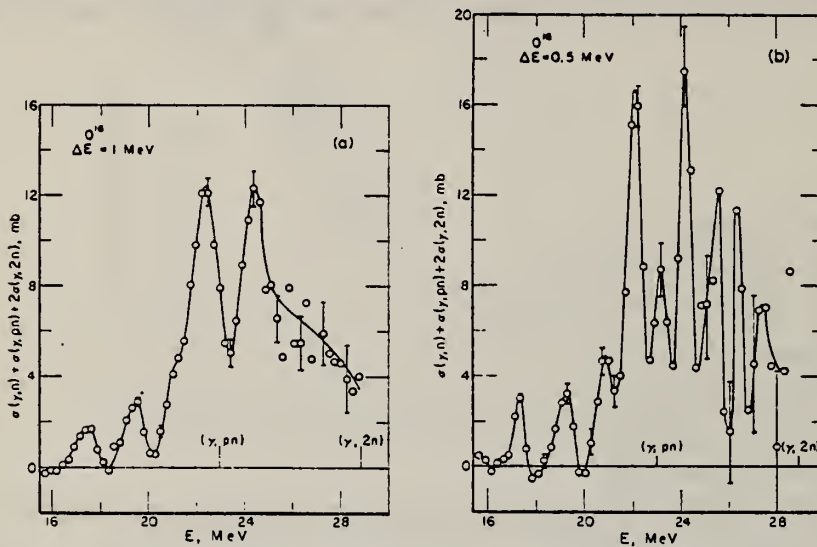 O¹⁶
ΔE = 1 MeV
(a)
σ(γ,n) + σ(γ,pn) + 2σ(γ,2n), mb
16
12
8
4
0
(γ, pn)
(γ, 2n)
16
20
24
28
E, MeV
O¹⁶
ΔE = 0.5 MeV
(b)
σ(γ,n) + σ(γ,pn) + 2σ(γ,2n), mb
20
16
12
8
4
0
(γ, pn)
(γ, 2n)
16
20
24
28
E, MeV